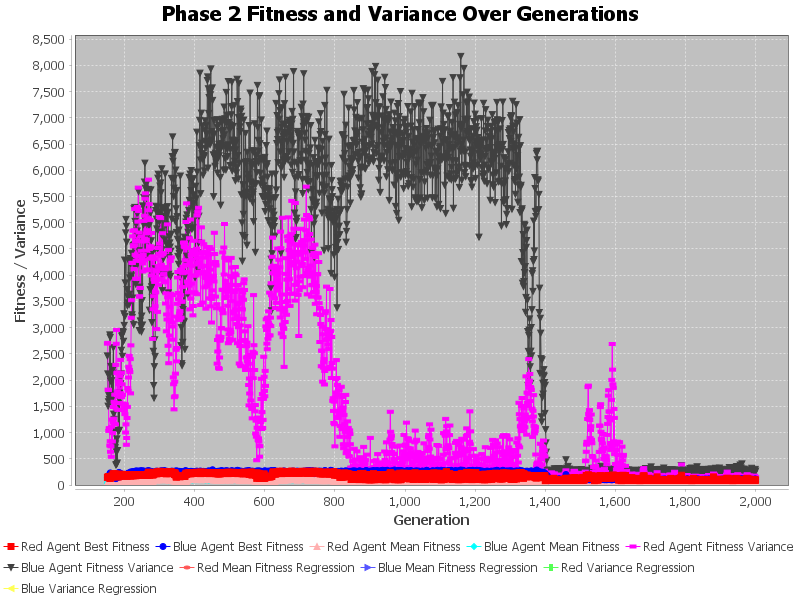 Phase 2 Fitness and Variance Over Generations
8,500
8,000
7,500
7,000
6,500
6,000
5,500
5,000
4,500
4,000
3,500
3,000
2,500
2,000
1,500
1,000
500
0
Fitness / Variance
200 400 600 800 1,000 1,200 1,400 1,600 1,800 2,000
Generation
Red Agent Best Fitness Blue Agent Best Fitness Red Agent Mean Fitness Blue Agent Mean Fitness Red Agent Fitness Variance
Blue Agent Fitness Variance Red Mean Fitness Regression Blue Mean Fitness Regression Red Variance Regression
Blue Variance Regression